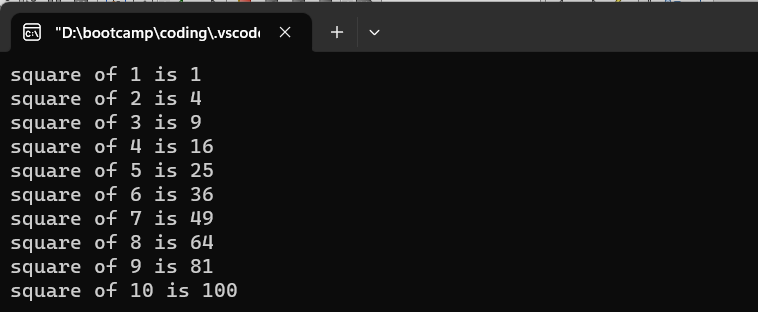 "D:\bootcamp\coding\.vscode
square of 1 is 1
square of 2 is 4
square of 3 is 9
square of 4 is 16
square of 5 is 25
square of 6 is 36
square of 7 is 49
square of 8 is 64
square of 9 is 81
square of 10 is 100